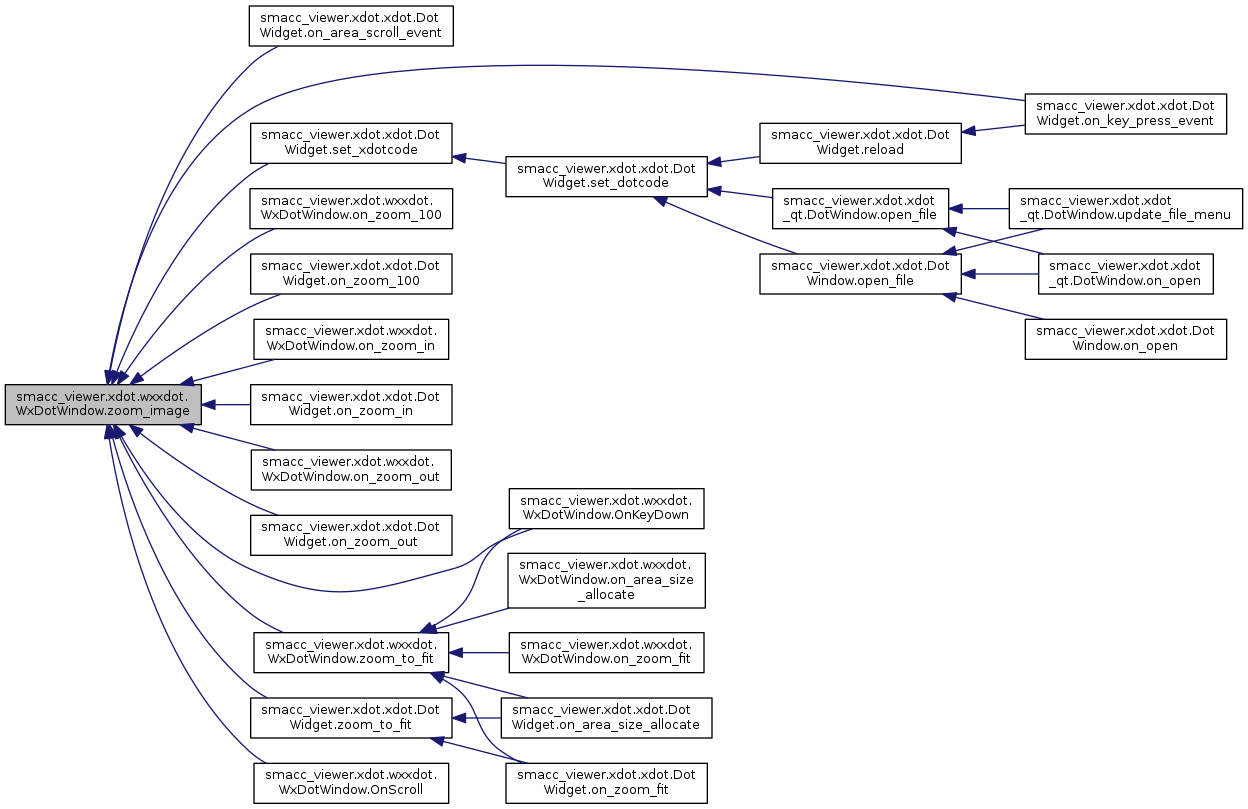 smacc_viewer.xdot.xdot.Dot
Widget.on_area_scroll_event
smacc_viewer.xdot.xdot.Dot
Widget.on_key_press_event
smacc_viewer.xdot.xdot.Dot
Widget.set_xdotcode
smacc_viewer.xdot.xdot.Dot
Widget.reload
smacc_viewer.xdot.xdot.Dot
Widget.set_dotcode
smacc_viewer.xdot.wxxdot.
WxDotWindow.on_zoom_100
smacc_viewer.xdot.xdot
_qt.DotWindow.open_file
smacc_viewer.xdot.xdot
_qt.DotWindow.update_file_menu
smacc_viewer.xdot.xdot.Dot
Widget.on_zoom_100
smacc_viewer.xdot.xdot.Dot
Window.open_file
smacc_viewer.xdot.xdot
_qt.DotWindow.on_open
smacc_viewer.xdot.wxxdot.
WxDotWindow.on_zoom_in
smacc_viewer.xdot.xdot.Dot
Window.on_open
smacc_viewer.xdot.wxxdot.
WxDotWindow.zoom_image
smacc_viewer.xdot.xdot.Dot
Widget.on_zoom_in
smacc_viewer.xdot.wxxdot.
WxDotWindow.on_zoom_out
smacc_viewer.xdot.xdot.Dot
Widget.on_zoom_out
smacc_viewer.xdot.wxxdot.
WxDotWindow.OnKeyDown
smacc_viewer.xdot.wxxdot.
WxDotWindow.on_area_size
_allocate
smacc_viewer.xdot.wxxdot.
WxDotWindow.zoom_to_fit
smacc_viewer.xdot.wxxdot.
WxDotWindow.on_zoom_fit
smacc_viewer.xdot.xdot.Dot
Widget.zoom_to_fit
smacc_viewer.xdot.xdot.Dot
Widget.on_area_size_allocate
smacc_viewer.xdot.wxxdot.
WxDotWindow.OnScroll
smacc_viewer.xdot.xdot.Dot
Widget.on_zoom_fit